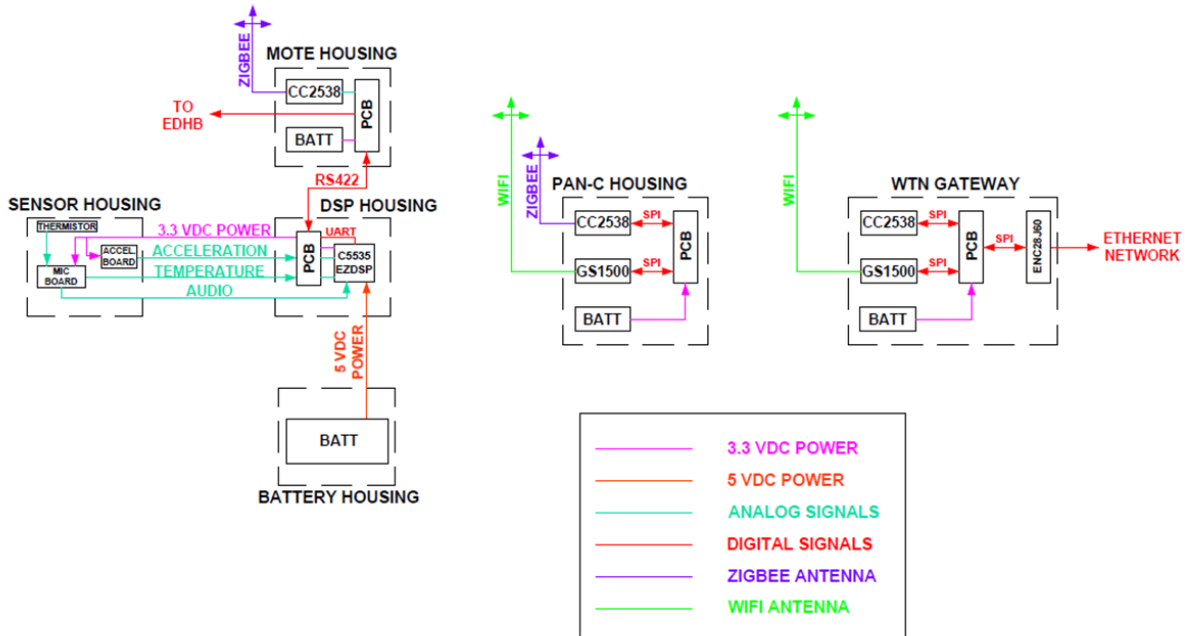 ZIGBEE
MOTE HOUSING
CC2538
PCB
BATT
TO
EDHB
RS422
SENSOR HOUSING
THERMISTOR
3.3 VDC POWER
ACCEL
BOARD
MIC
BOARD
ACCELERATION
TEMPERATURE
AUDIO
DSP HOUSING
UART
PCB
C5535
EZDSP
5 VDC
POWER
BATT
BATTERY HOUSING
WIFI
ZIGBEE
PAN-C HOUSING
CC2538
SPI
PCB
GS1500
SPI
BATT
WIFI
WTN GATEWAY
CC2538
SPI
PCB
SPI
ENC28J60
GS1500
SPI
BATT
ETHERNET
NETWORK
3.3 VDC POWER
5 VDC POWER
ANALOG SIGNALS
DIGITAL SIGNALS
ZIGBEE ANTENNA
WIFI ANTENNA